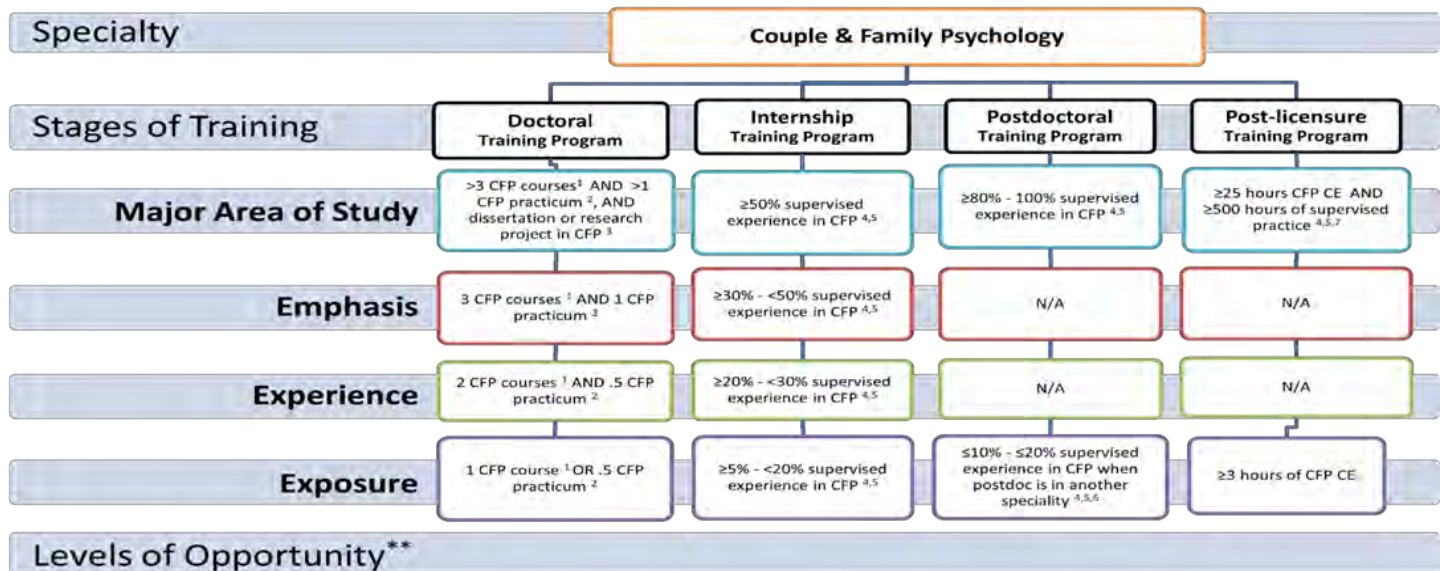 Specialty
Couple & Family Psychology
Stages of Training
Doctoral
Training Program
Internship
Training Program
Postdoctoral
Training Program
Post-licensure
Training Program
Major Area of Study
>3 CFP courses¹ AND >1
CFP practicum ², AND
dissertation or research
project in CFP ³
≥50% supervised
experience in CFP ⁴,⁵
≥80% - 100% supervised
experience in CFP ⁴,⁵
≥25 hours CFP CE AND
≥500 hours of supervised
practice ⁴,⁵,⁷
Emphasis
3 CFP courses ¹ AND 1 CFP
practicum ²
≥30% - <50% supervised
experience in CFP ⁴,⁵
N/A
N/A
Experience
2 CFP courses ¹ AND .5 CFP
practicum ²
≥20% - <30% supervised
experience in CFP ⁴,⁵
N/A
N/A
Exposure
1 CFP course ¹ OR .5 CFP
practicum ²
≥5% - <20% supervised
experience in CFP ⁴,⁵
≤10% - ≤20% supervised
experience in CFP when
postdoc is in another
speciality ⁴,⁵,⁶
≥3 hours of CFP CE
Levels of Opportunity**